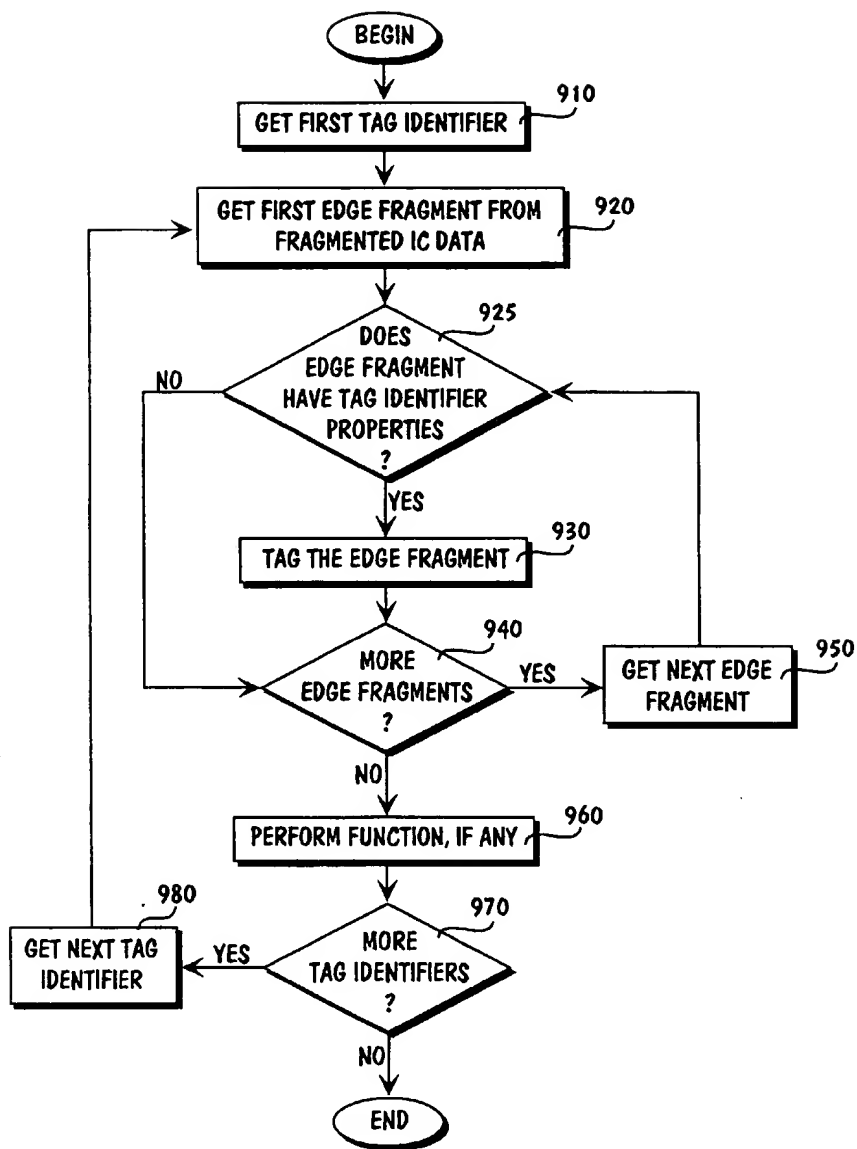 BEGIN
910
GET FIRST TAG IDENTIFIER
GET FIRST EDGE FRAGMENT FROM
FRAGMENTED IC DATA
920
925
DOES
EDGE FRAGMENT
HAVE TAG IDENTIFIER
PROPERTIES
?
NO
YES
930
TAG THE EDGE FRAGMENT
940
MORE
EDGE FRAGMENTS
?
YES
950
GET NEXT EDGE
FRAGMENT
NO
960
PERFORM FUNCTION, IF ANY
970
MORE
TAG IDENTIFIERS
?
YES
980
GET NEXT TAG
IDENTIFIER
NO
END